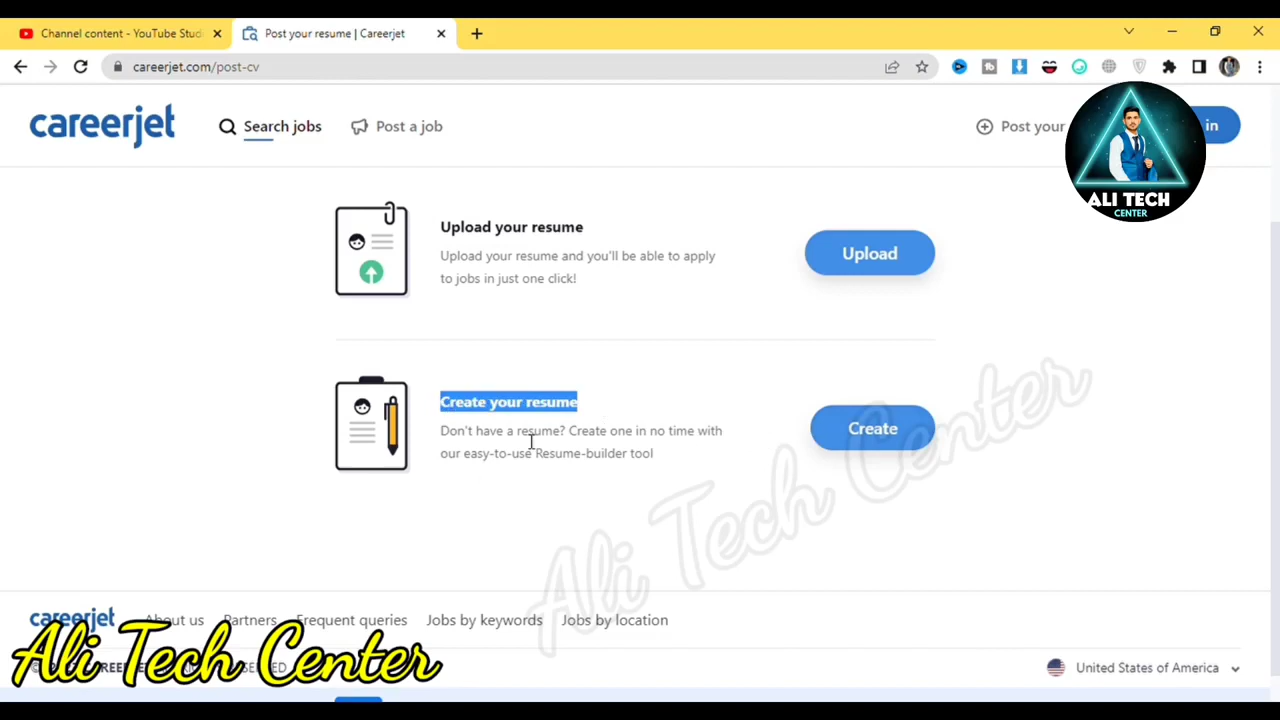 Channel content - YouTube Stud
Post your resume | Careerjet
careerjet.com/post-cv
careerjet
Search jobs
Post a job
Post your
in
ALI TECH
CENTER
Upload your resume
Upload your resume and you'll be able to apply
to jobs in just one click!
Upload
Create your resume
Don't have a resume? Create one in no time with
our easy-to-use Resume-builder tool
Create
Ali Tech Center
careerjet
About us
Partners
Frequent queries
Jobs by keywords
Jobs by location
Ali Tech Center
United States of America